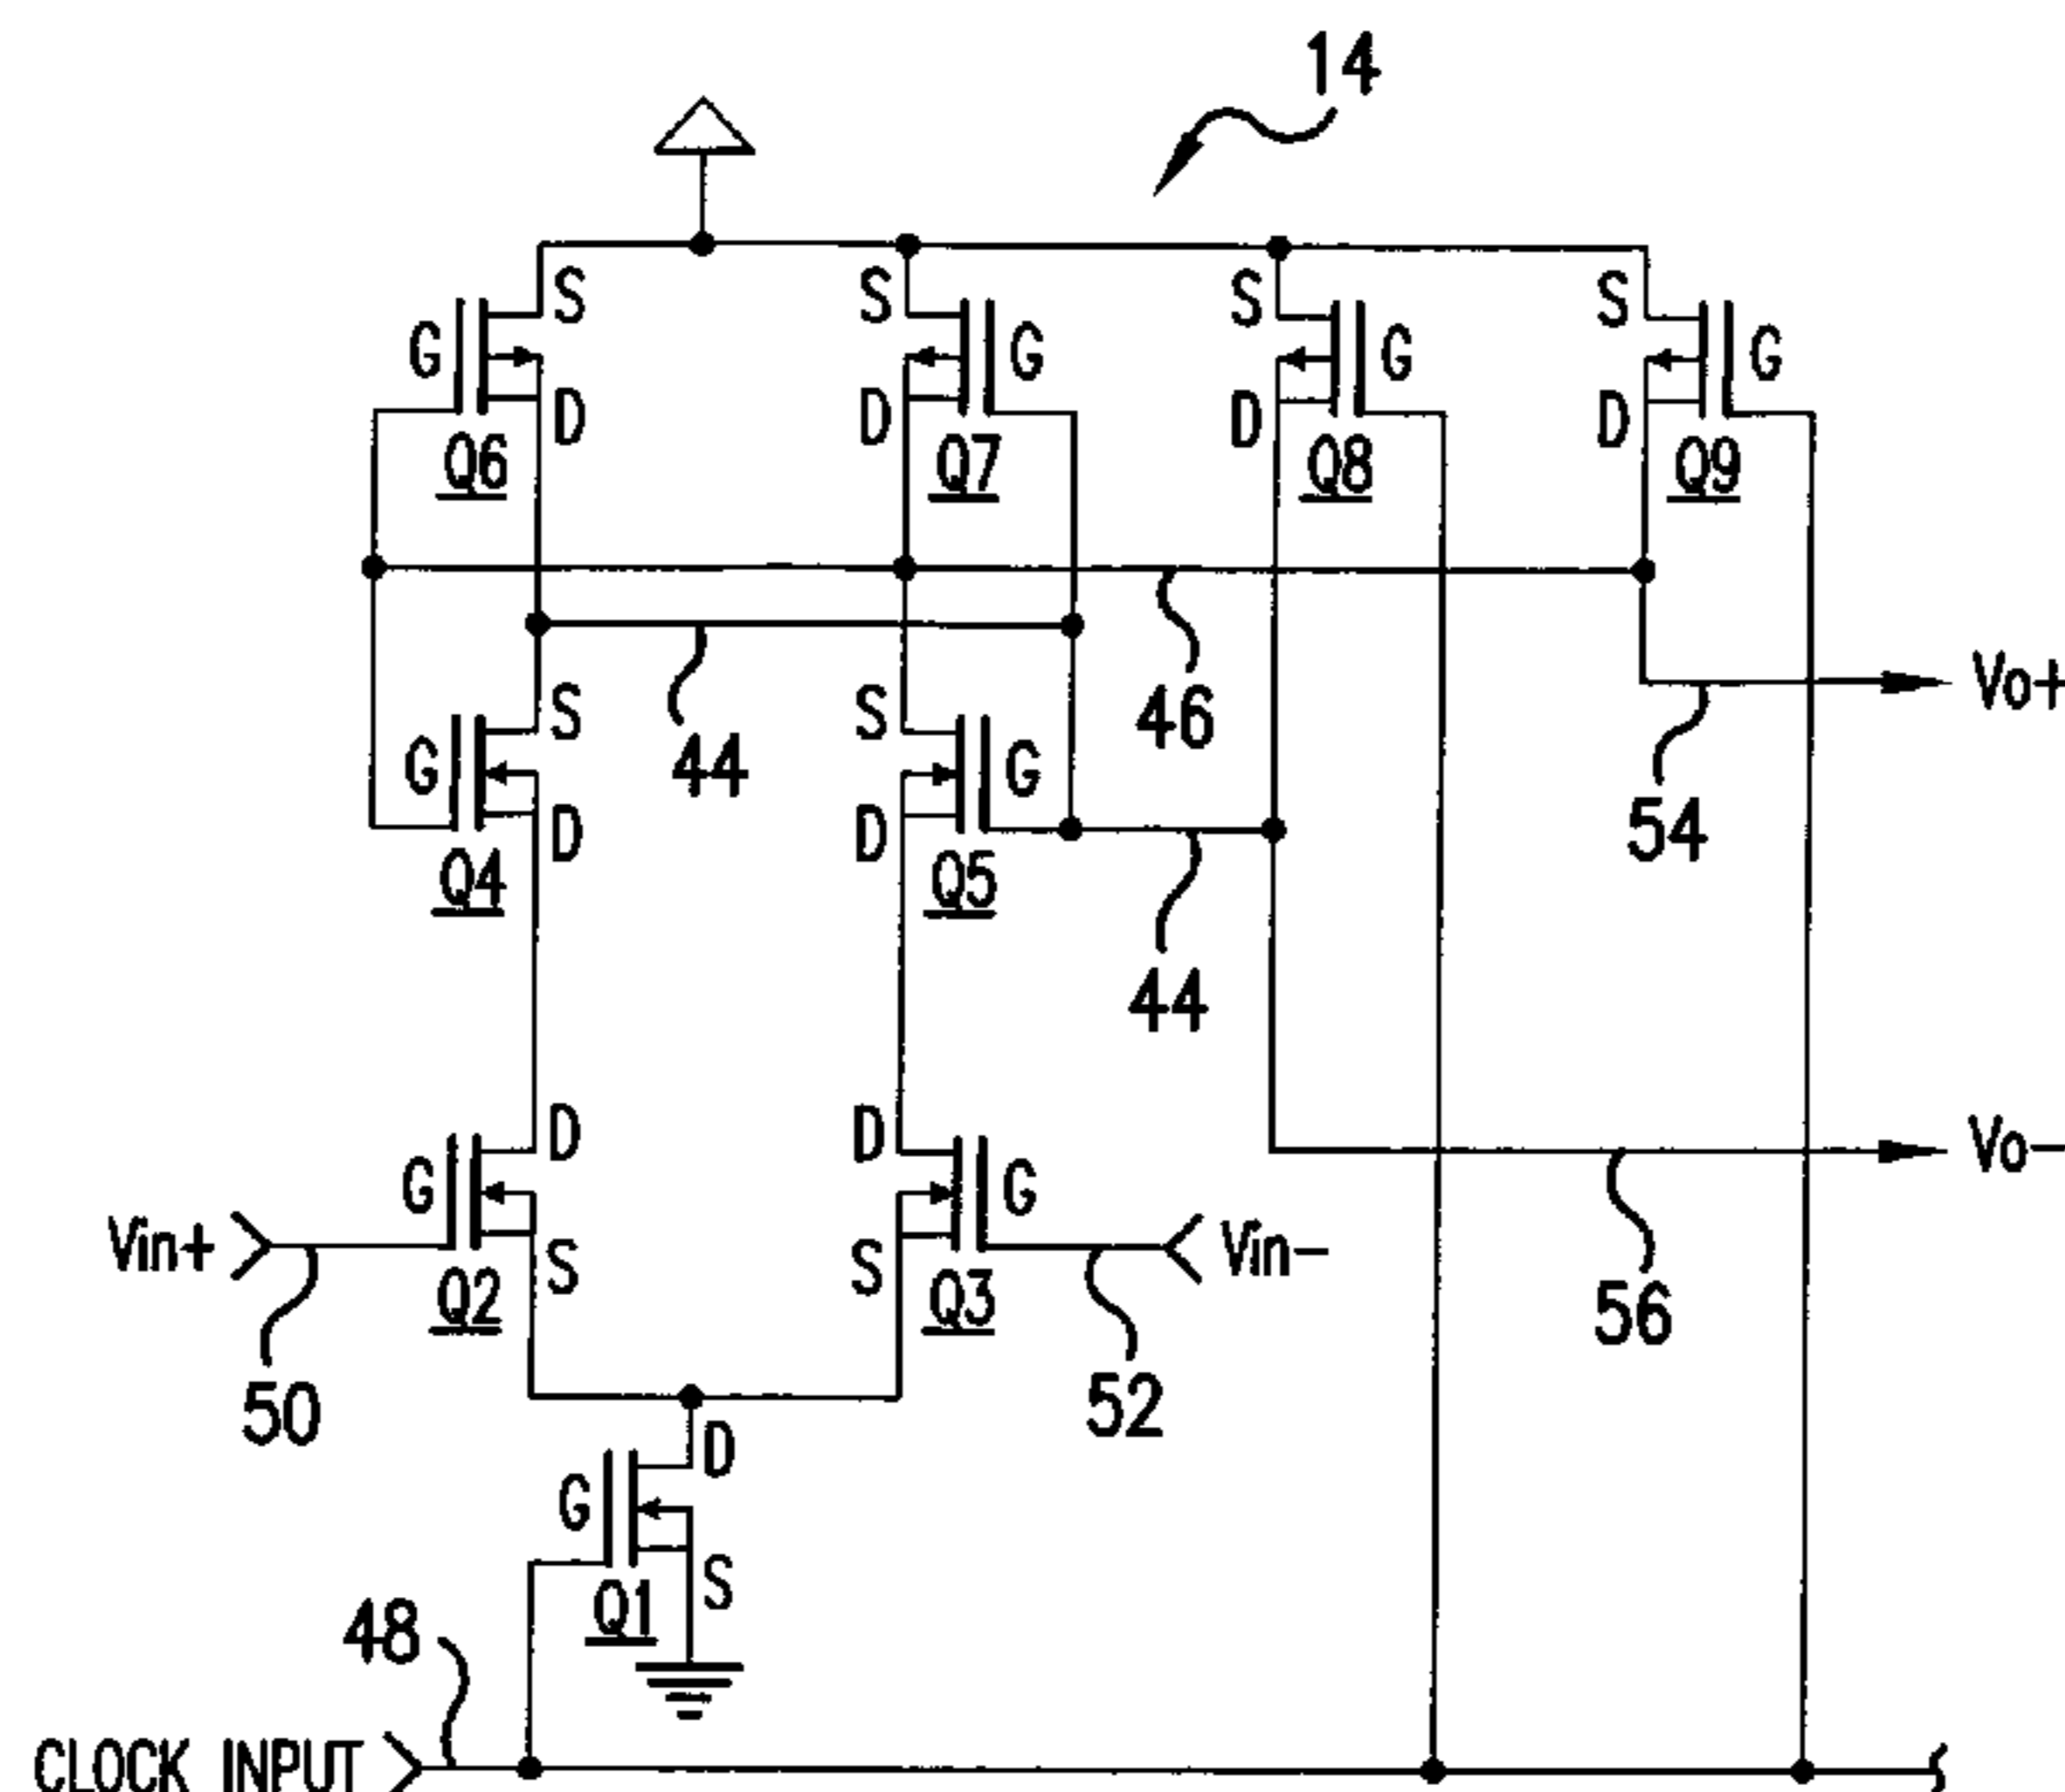 14
S S S S
G G G G
D D D D
Q6 Q7 Q8 Q9
S S 46 Vo+
G 44 G
D D 54
Q4 Q5
44
D D Vo-
G G
Vin+ S S Vin-
Q2 Q3 56
50 52
D
G
S
Q1
48
CLOCK INPUT